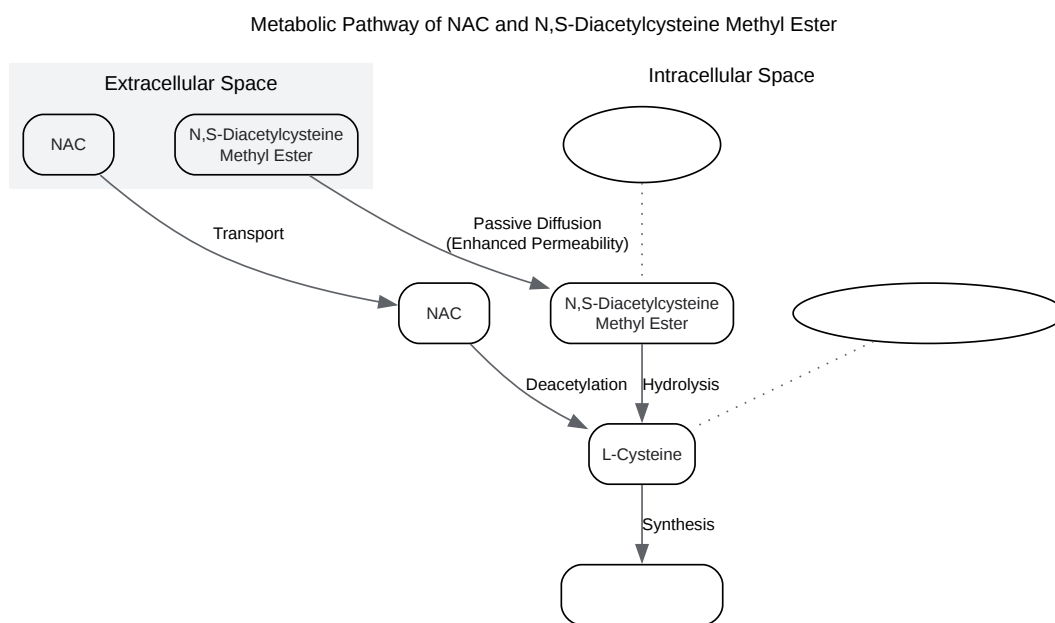 Metabolic Pathway of NAC and N,S-Diacetylcysteine Methyl Ester
Extracellular Space
Intracellular Space
NAC
N,S-Diacetylcysteine
Methyl Ester
Transport
Passive Diffusion
(Enhanced Permeability)
NAC
N,S-Diacetylcysteine
Methyl Ester
Deacetylation
Hydrolysis
L-Cysteine
Synthesis